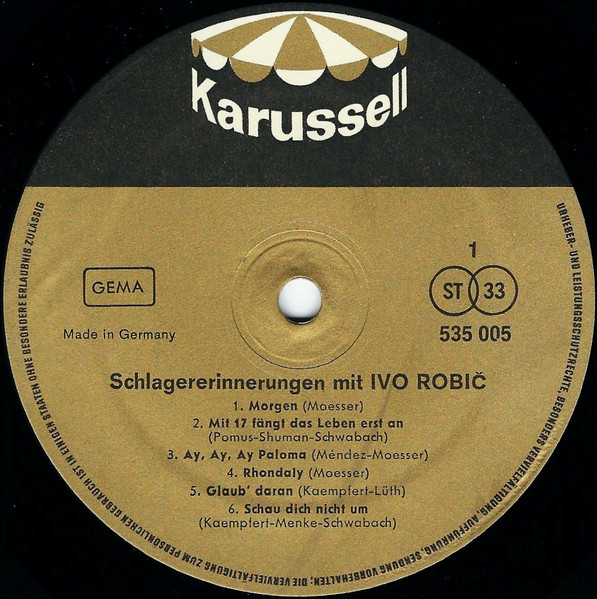 Karussell
GEMA
Made in Germany
1
ST 33
535 005
Schlagererinnerungen mit IVO ROBIČ
1. Morgen (Moesser)
2. Mit 17 fängt das Leben erst an
(Pomus-Shuman-Schwabach)
3. Ay, Ay, Ay Paloma (Méndez-Moesser)
4. Rhondaly (Moesser)
5. Glaub' daran (Kaempfert-Lüth)
6. Schau dich nicht um
(Kaempfert-Menke-Schwabach)
URHEBER- UND LEISTUNGSSCHUTZRECHTE, BESONDERS VERVIELFÄLTIGUNG, AUFFÜHRUNG, SENDUNG VORBEHALTEN; DIE VERVIELFÄLTIGUNG ZUM PERSÖNLICHEN GEBRAUCH IST IN EINIGEN STAATEN OHNE BESONDERE ERLAUBNIS ZULÄSSIG